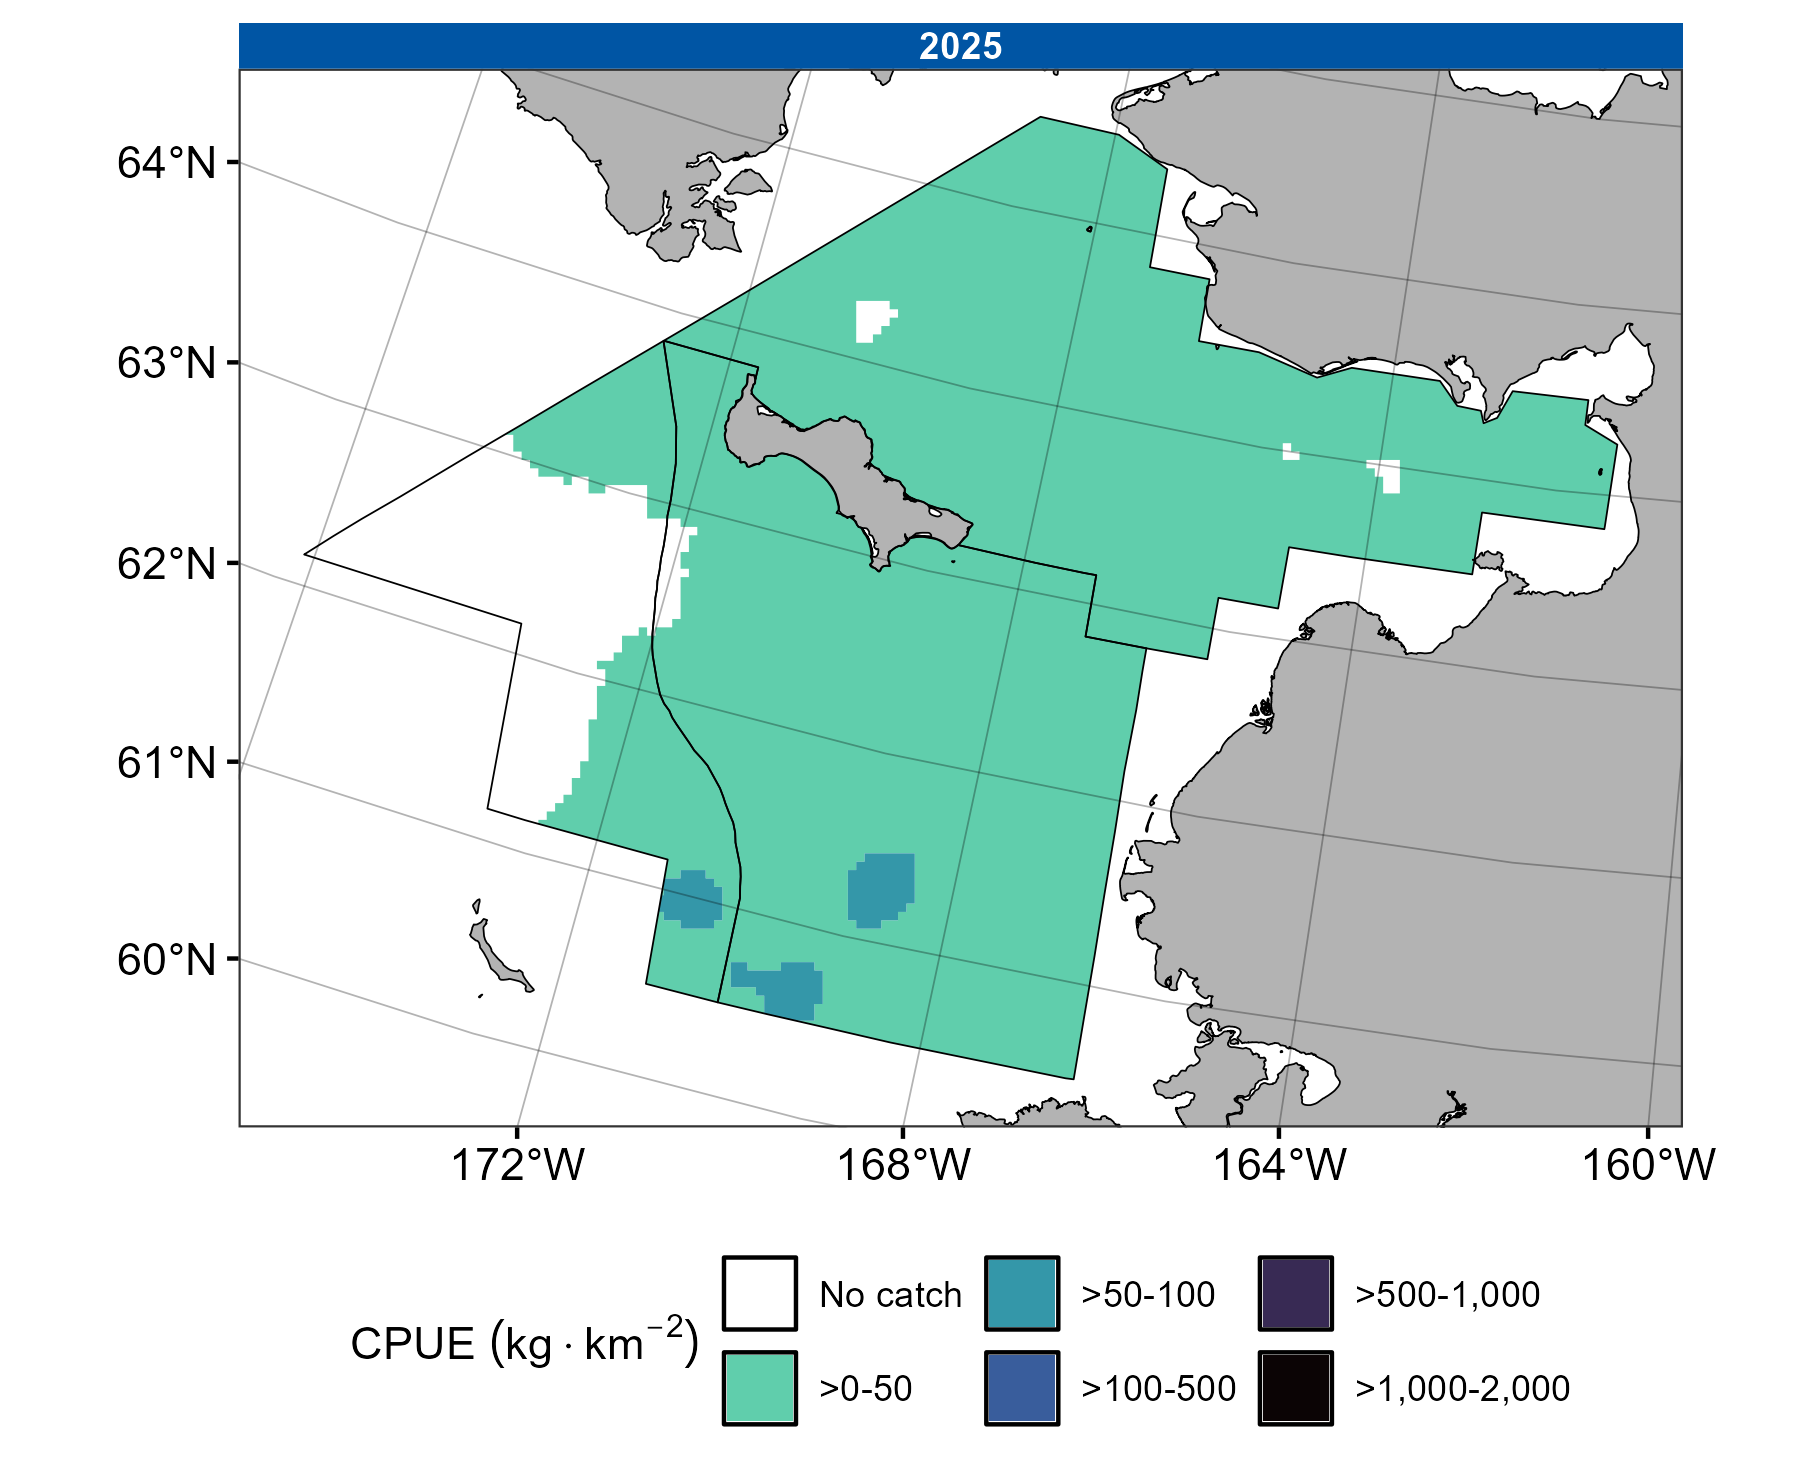 2025
64°N
63°N
62°N
61°N
60°N
172°W
168°W
164°W
160°W
CPUE (kg · km⁻²)
No catch
>0-50
>50-100
>100-500
>500-1,000
>1,000-2,000